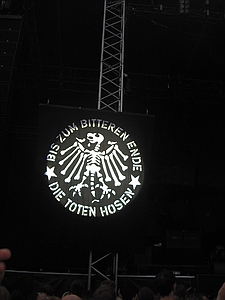 BIS ZUM BITTEREN ENDE
DIE TOTEN HOSEN